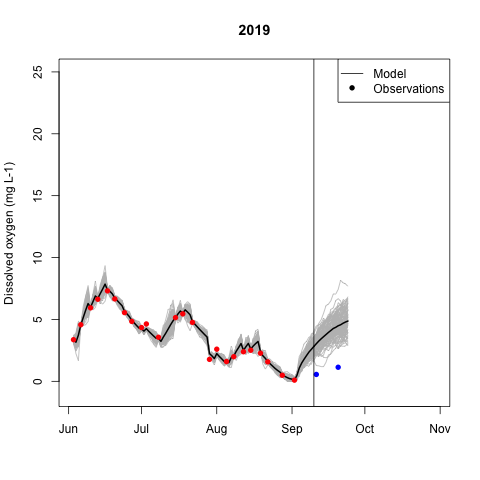 2019
Model
Observations
Dissolved oxygen (mg L-1)
25
20
15
10
5
0
Jun Jul Aug Sep Oct Nov